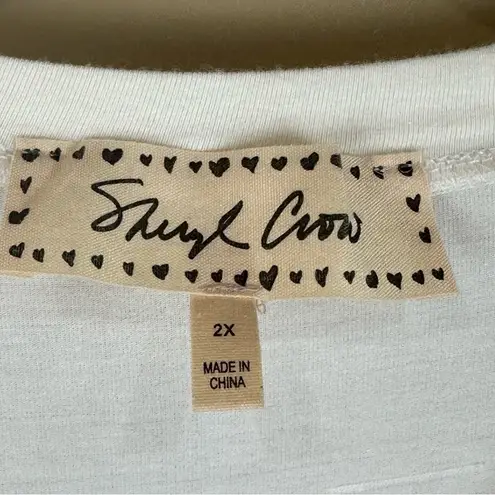 Sheryl Crow
2X
MADE IN
CHINA